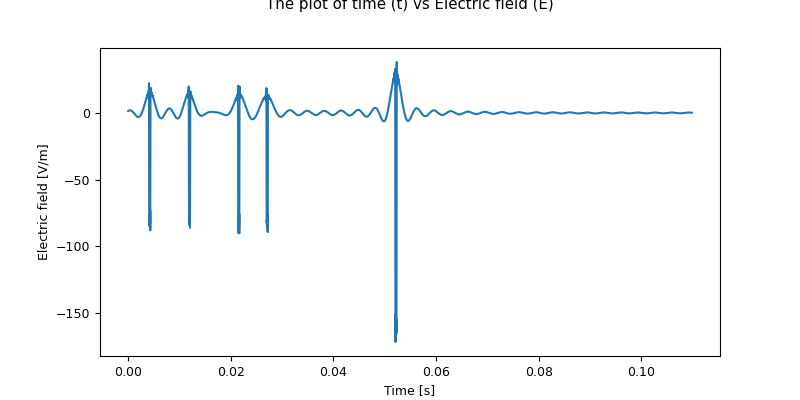 The plot of time (t) vs Electric field (E)
Electric field [V/m]
0
−50
−100
−150
0.00 0.02 0.04 0.06 0.08 0.10
Time [s]